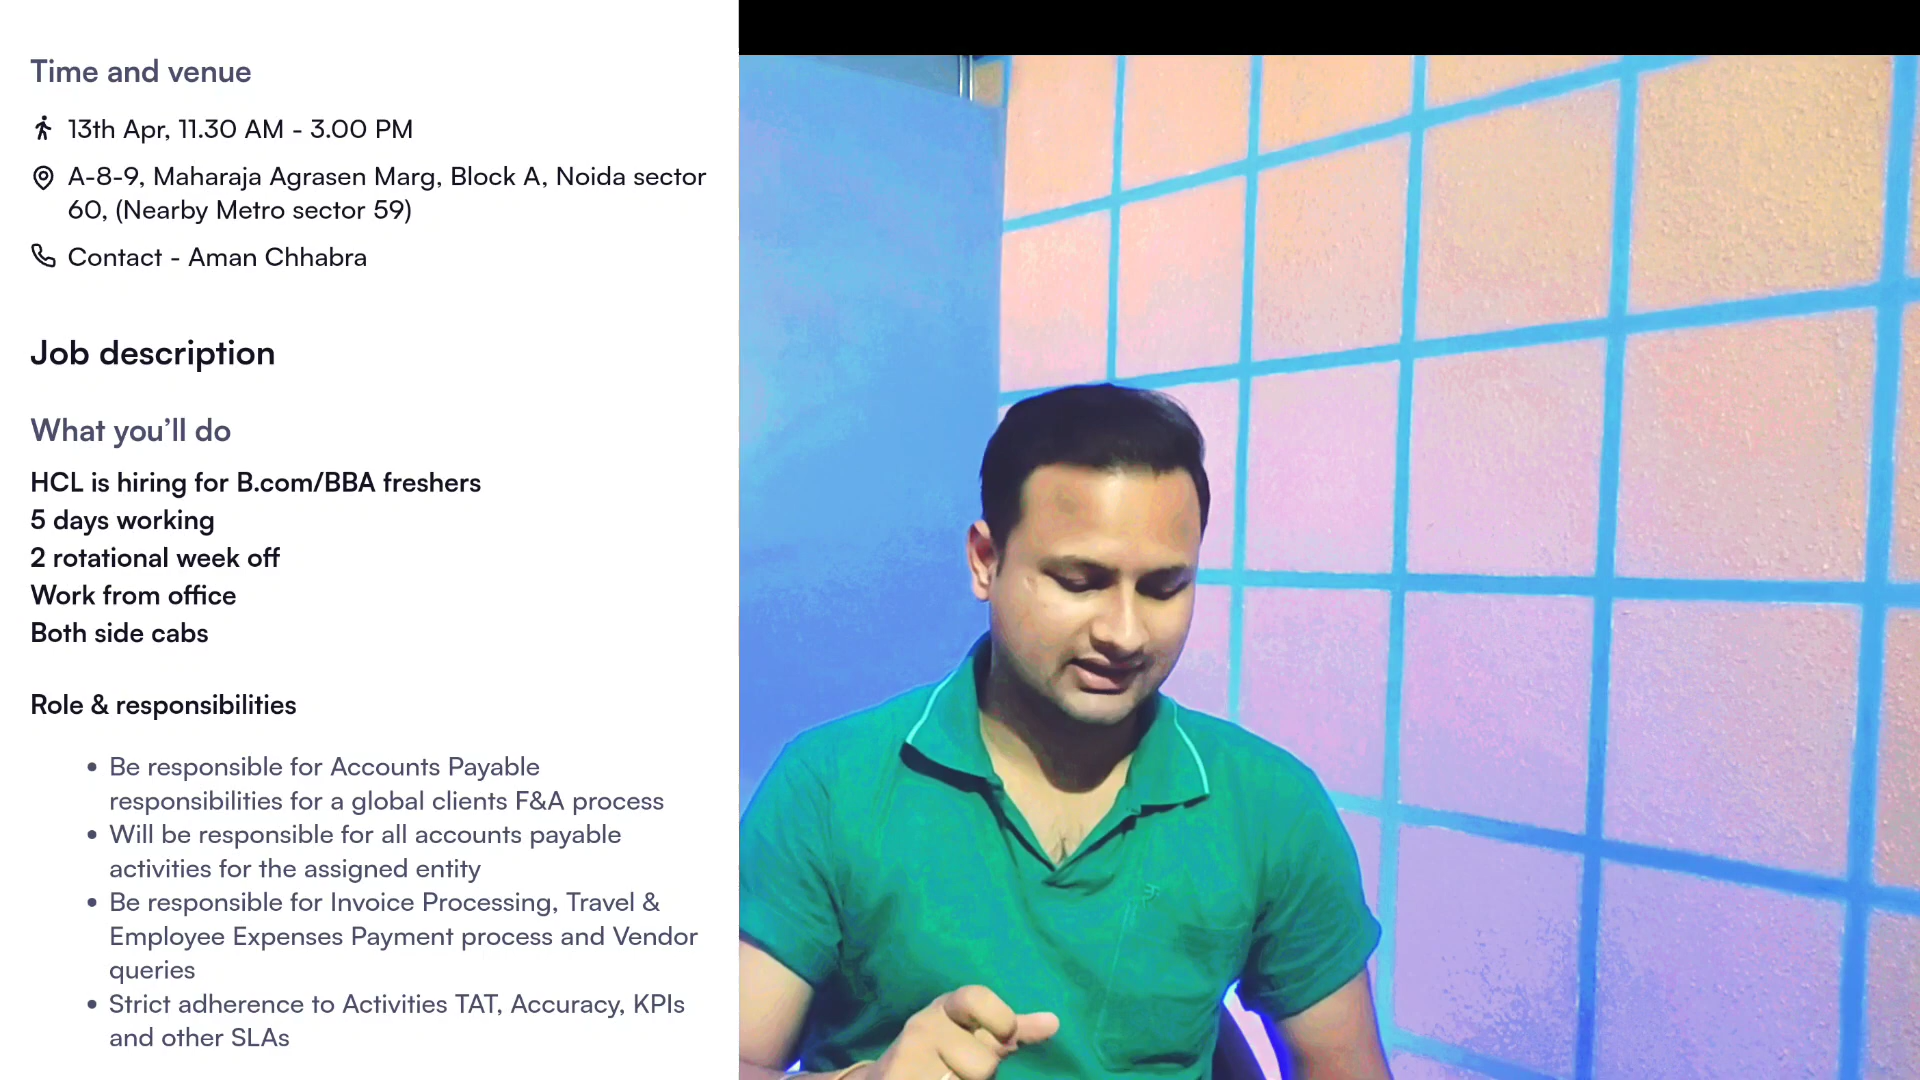 Time and venue
13th Apr, 11.30 AM - 3.00 PM
A-8-9, Maharaja Agrasen Marg, Block A, Noida sector
60, (Nearby Metro sector 59)
Contact - Aman Chhabra
Job description
What you’ll do
HCL is hiring for B.com/BBA freshers
5 days working
2 rotational week off
Work from office
Both side cabs
Role & responsibilities
• Be responsible for Accounts Payable
responsibilities for a global clients F&A process
• Will be responsible for all accounts payable
activities for the assigned entity
• Be responsible for Invoice Processing, Travel &
Employee Expenses Payment process and Vendor
queries
• Strict adherence to Activities TAT, Accuracy, KPIs
and other SLAs